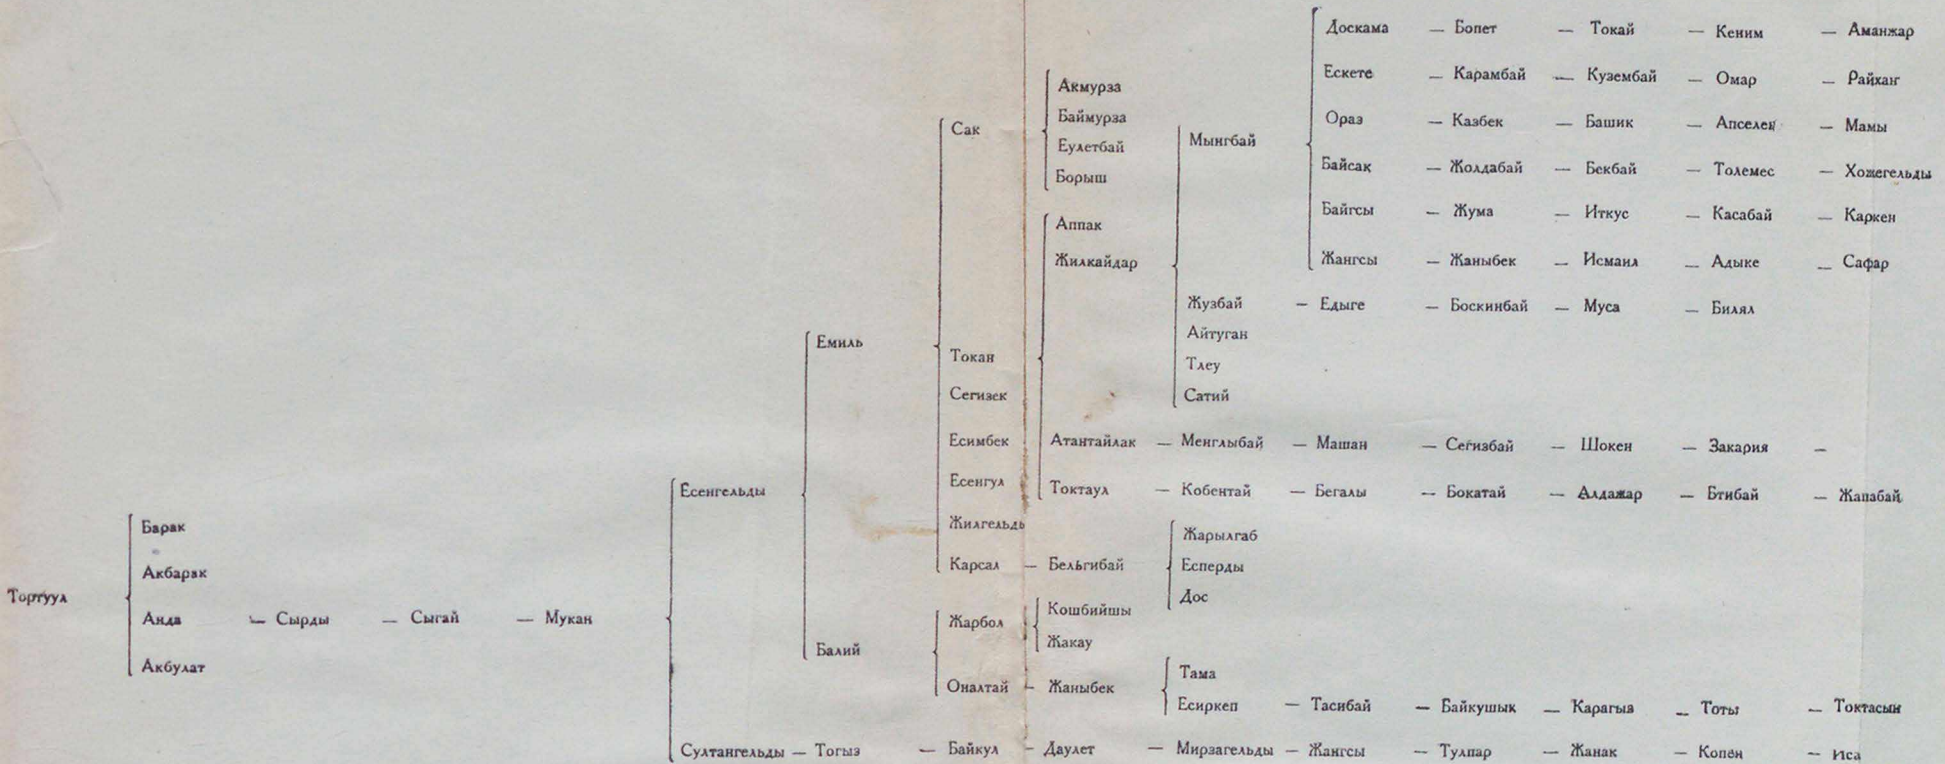 Доскама — Бопет — Токай — Кеним — Аманжар
Ескете — Карамбай — Кузембай — Омар — Райхан
Акмурза
Баймурза
Ораз — Казбек — Башик — Апселен — Мамы
Сак
Мынгбай
Еулетбай
Байсак — Жолдабай — Бекбай — Толемес — Хожегельды
Борыш
Байгсы — Жума — Иткус — Касабай — Каркен
Аппак
Жилкайдар
Жангсы — Жаныбек — Исмаил — Адыке — Сафар
Жузбай — Едыге — Боскинбай — Муса — Билял
Айтуган
Емиль
Токан
Тлеу
Сегизек
Сатий
Есимбек
Атантайлак — Менглыбай — Машан — Сегизбай — Шокен — Закария —
Есенгельды
Есенгул
Токтаул — Кобентай — Бегалы — Бокатай — Алдажар — Бтибай — Жапабай
Барак
Жилгельды
Жарылгаб
Карсал — Бельгибай
Есперды
Акбарак
Тортуул
Дос
Кошбийшы
Анда — Сырды — Сыгай — Мукан
Жарбол
Жакау
Балий
Акбулат
Тама
Оналтай — Жаныбек
Есиркеп — Тасибай — Байкушык — Карагыз — Тоты — Токтасын
Султангельды — Тогыз — Байкул — Даулет — Мирзагельды — Жангсы — Тулпар — Жанак — Копен — Иса